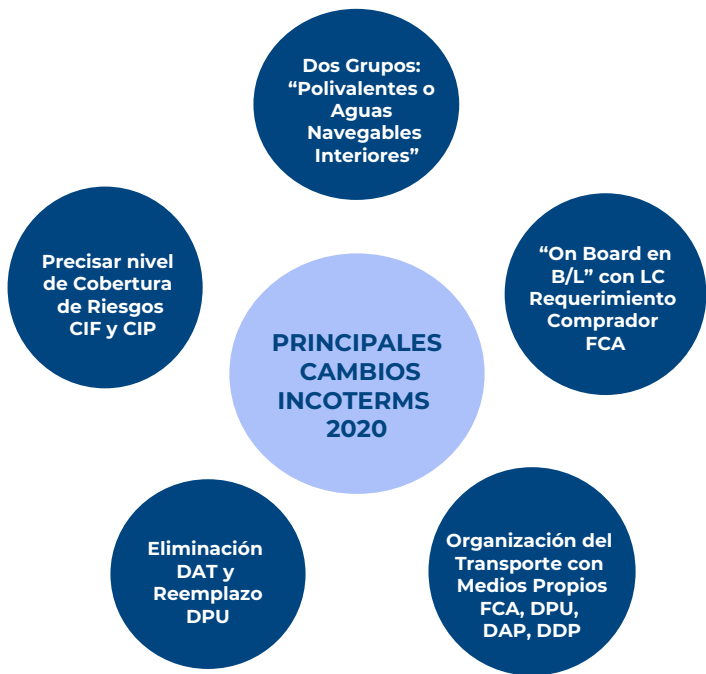 Dos Grupos:
“Polivalentes o
Aguas
Navegables
Interiores”
Precisar nivel
de Cobertura
de Riesgos
CIF y CIP
“On Board en
B/L” con LC
Requerimiento
Comprador
FCA
PRINCIPALES
CAMBIOS
INCOTERMS
2020
Eliminación
DAT y
Reemplazo
DPU
Organización del
Transporte con
Medios Propios
FCA, DPU,
DAP, DDP